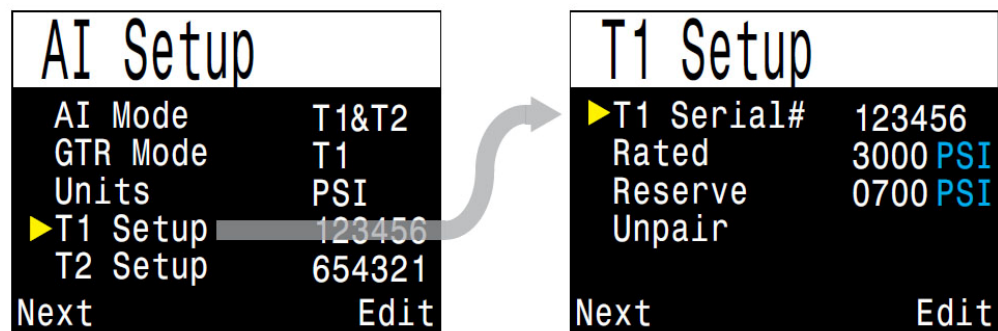 AI Setup
AI Mode T1&T2
GTR Mode T1
Units PSI
T1 Setup 123456
T2 Setup 654321
Next Edit
T1 Setup
T1 Serial# 123456
Rated 3000 PSI
Reserve 0700 PSI
Unpair
Next Edit